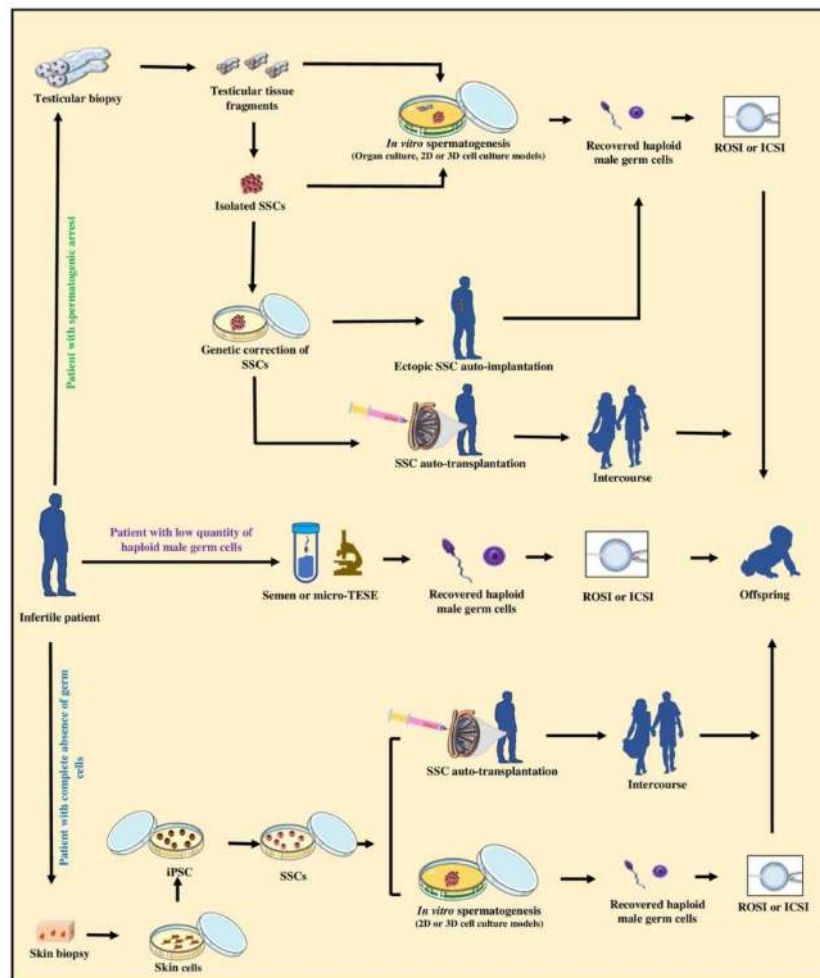 Testicular biopsy
Testicular tissue
fragments
In vitro spermatogenesis
(Organ culture, 2D or 3D cell culture models)
Recovered haploid
male germ cells
ROSI or ICSI
Isolated SSCs
Patient with spermatogenic arrest
Genetic correction of
SSCs
Ectopic SSC auto-implantation
SSC auto-transplantation
Intercourse
Infertile patient
Patient with low quantity of
haploid male germ cells
Semen or micro-TESE
Recovered haploid
male germ cells
ROSI or ICSI
Offspring
Patient with complete absence of germ
cells
SSC auto-transplantation
Intercourse
iPSC
SSCs
In vitro spermatogenesis
(2D or 3D cell culture models)
Recovered haploid
male germ cells
ROSI or ICSI
Skin biopsy
Skin cells